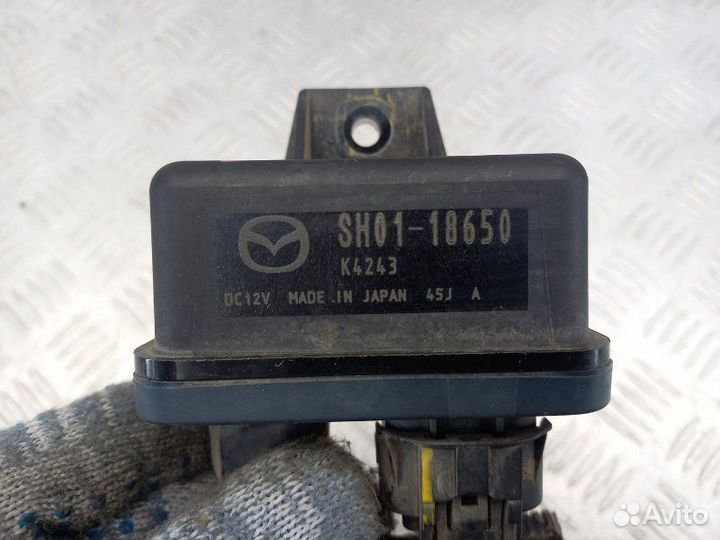 SH01-18650
K4243
DC12V MADE IN JAPAN 45J A
Avito